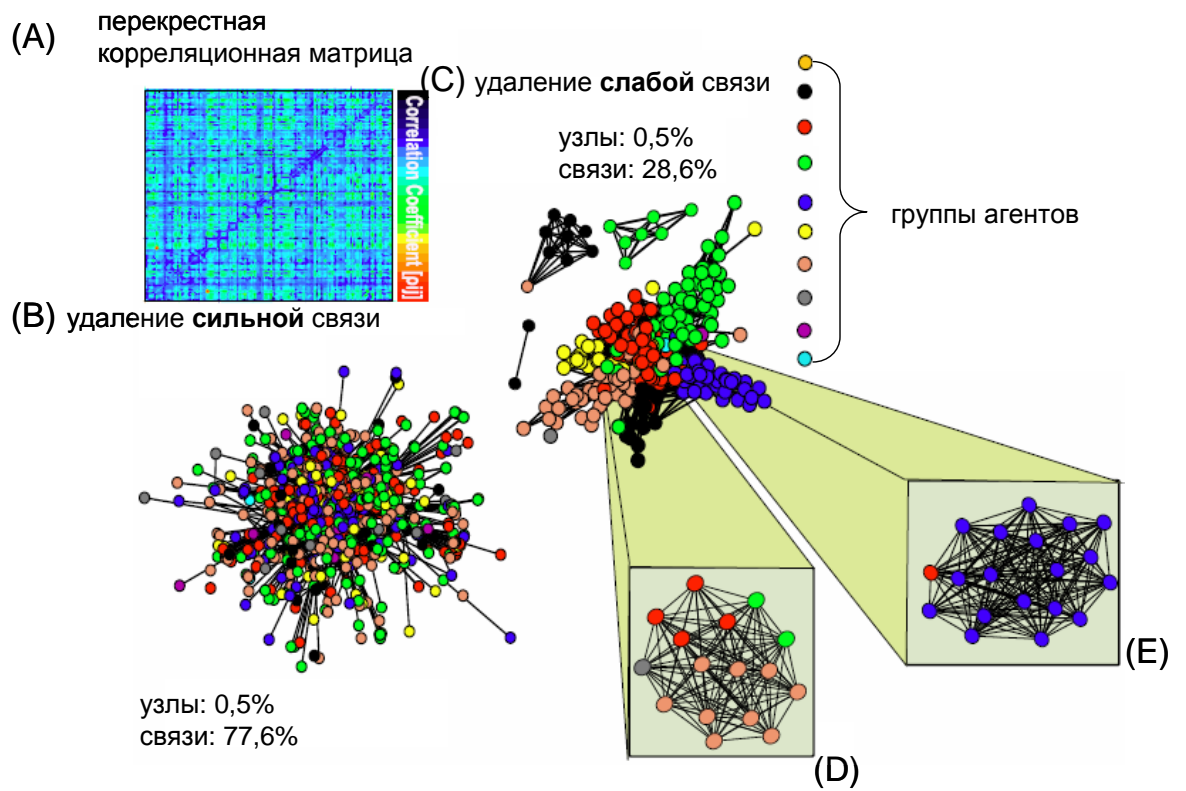 (A)
перекрестная
корреляционная матрица
Correlation Coefficient [ρij]
(C) удаление слабой связи
узлы: 0,5%
связи: 28,6%
группы агентов
(B) удаление сильной связи
узлы: 0,5%
связи: 77,6%
(D)
(E)